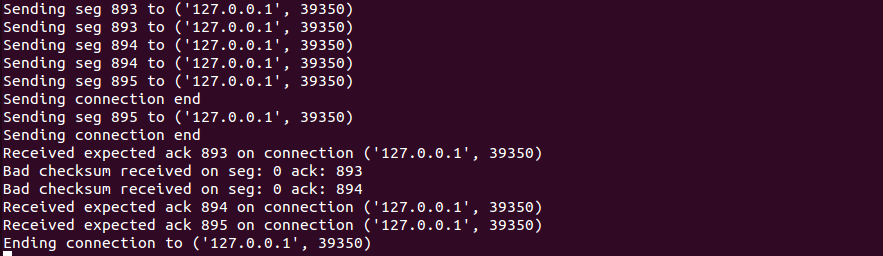 Sending seg 893 to ('127.0.0.1', 39350)
Sending seg 893 to ('127.0.0.1', 39350)
Sending seg 894 to ('127.0.0.1', 39350)
Sending seg 894 to ('127.0.0.1', 39350)
Sending seg 895 to ('127.0.0.1', 39350)
Sending connection end
Sending seg 895 to ('127.0.0.1', 39350)
Sending connection end
Received expected ack 893 on connection ('127.0.0.1', 39350)
Bad checksum received on seg: 0 ack: 893
Bad checksum received on seg: 0 ack: 894
Received expected ack 894 on connection ('127.0.0.1', 39350)
Received expected ack 895 on connection ('127.0.0.1', 39350)
Ending connection to ('127.0.0.1', 39350)